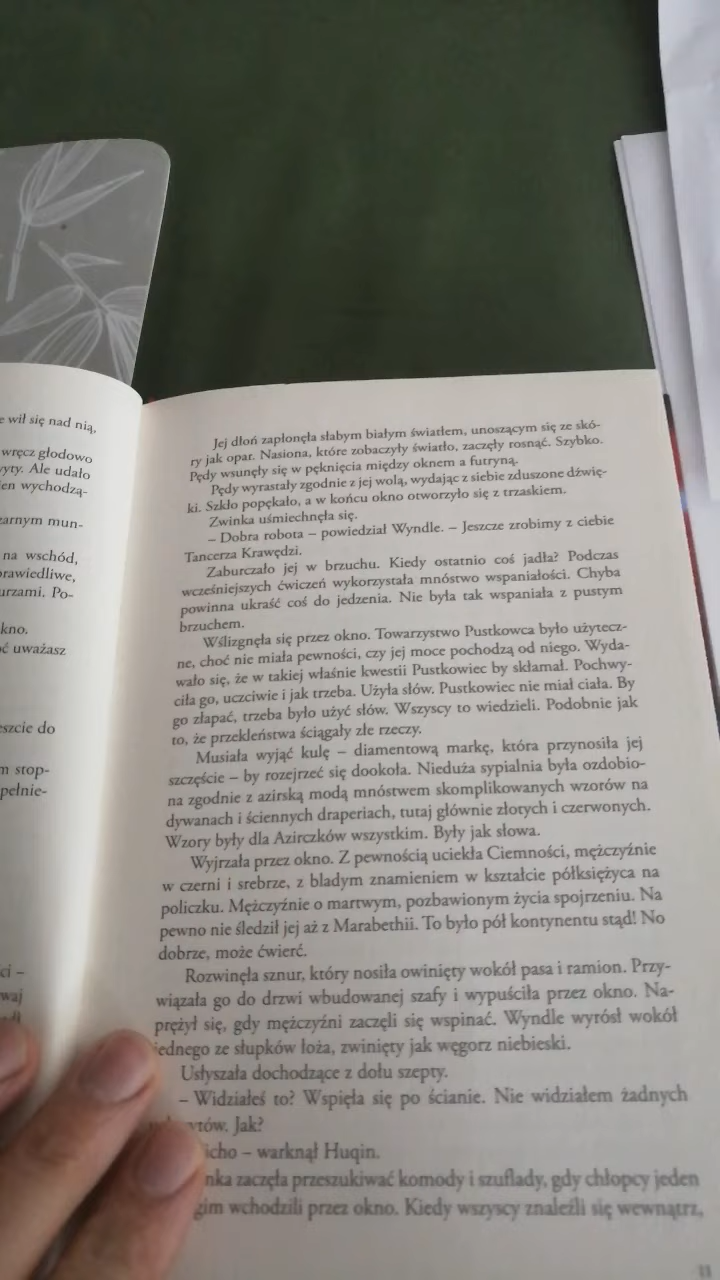 e wił się nad nią,
wręcz głodowo
yty. Ale udało
en wychodzą-
zarnym mun-
na wschód,
prawiedliwe,
urzami. Po-
kno.
ć uważasz
eszcie do
m stop-
pełnie-
ci –
waj
Jej dłoń zapłonęła słabym białym światłem, unoszącym się ze skó-
ry jak opar. Nasiona, które zobaczyły światło, zaczęły rosnąć. Szybko.
Pędy wsunęły się w pęknięcia między oknem a futryną.
Pędy wyrastały zgodnie z jej wolą, wydając z siebie zduszone dźwię-
ki. Szkło popękało, a w końcu okno otworzyło się z trzaskiem.
Zwinka uśmiechnęła się.
– Dobra robota – powiedział Wyndle. – Jeszcze zrobimy z ciebie
Tancerza Krawędzi.
Zaburczało jej w brzuchu. Kiedy ostatnio coś jadła? Podczas
wcześniejszych ćwiczeń wykorzystała mnóstwo wspaniałości. Chyba
powinna ukraść coś do jedzenia. Nie była tak wspaniała z pustym
brzuchem.
Wślizgnęła się przez okno. Towarzystwo Pustkowca było użytecz-
ne, choć nie miała pewności, czy jej moce pochodzą od niego. Wyda-
wało się, że w takiej właśnie kwestii Pustkowiec by skłamał. Pochwy-
ciła go, uczciwie i jak trzeba. Użyła słów. Pustkowiec nie miał ciała. By
go złapać, trzeba było użyć słów. Wszyscy to wiedzieli. Podobnie jak
to, że przekleństwa ściągały złe rzeczy.
Musiała wyjąć kulę – diamentową markę, która przynosiła jej
szczęście – by rozejrzeć się dookoła. Nieduża sypialnia była ozdobio-
na zgodnie z azirską modą mnóstwem skomplikowanych wzorów na
dywanach i ściennych draperiach, tutaj głównie złotych i czerwonych.
Wzory były dla Azirczków wszystkim. Były jak słowa.
Wyjrzała przez okno. Z pewnością uciekła Ciemności, mężczyźnie
w czerni i srebrze, z bladym znamieniem w kształcie półksiężyca na
policzku. Mężczyźnie o martwym, pozbawionym życia spojrzeniu. Na
pewno nie śledził jej aż z Marabethii. To było pół kontynentu stąd! No
dobrze, może ćwierć.
Rozwinęła sznur, który nosiła owinięty wokół pasa i ramion. Przy-
wiązała go do drzwi wbudowanej szafy i wypuściła przez okno. Na-
prężył się, gdy mężczyźni zaczęli się wspinać. Wyndle wyrósł wokół
jednego ze słupków łoża, zwinięty jak węgorz niebieski.
Usłyszała dochodzące z dołu szepty.
– Widziałeś to? Wspięła się po ścianie. Nie widziałem żadnych
tów. Jak?
icho – warknął Huqin.
nka zaczęła przeszukiwać komody i szuflady, gdy chłopcy jeden
gim wchodzili przez okno. Kiedy wszyscy znaleźli się wewnątrz,
11